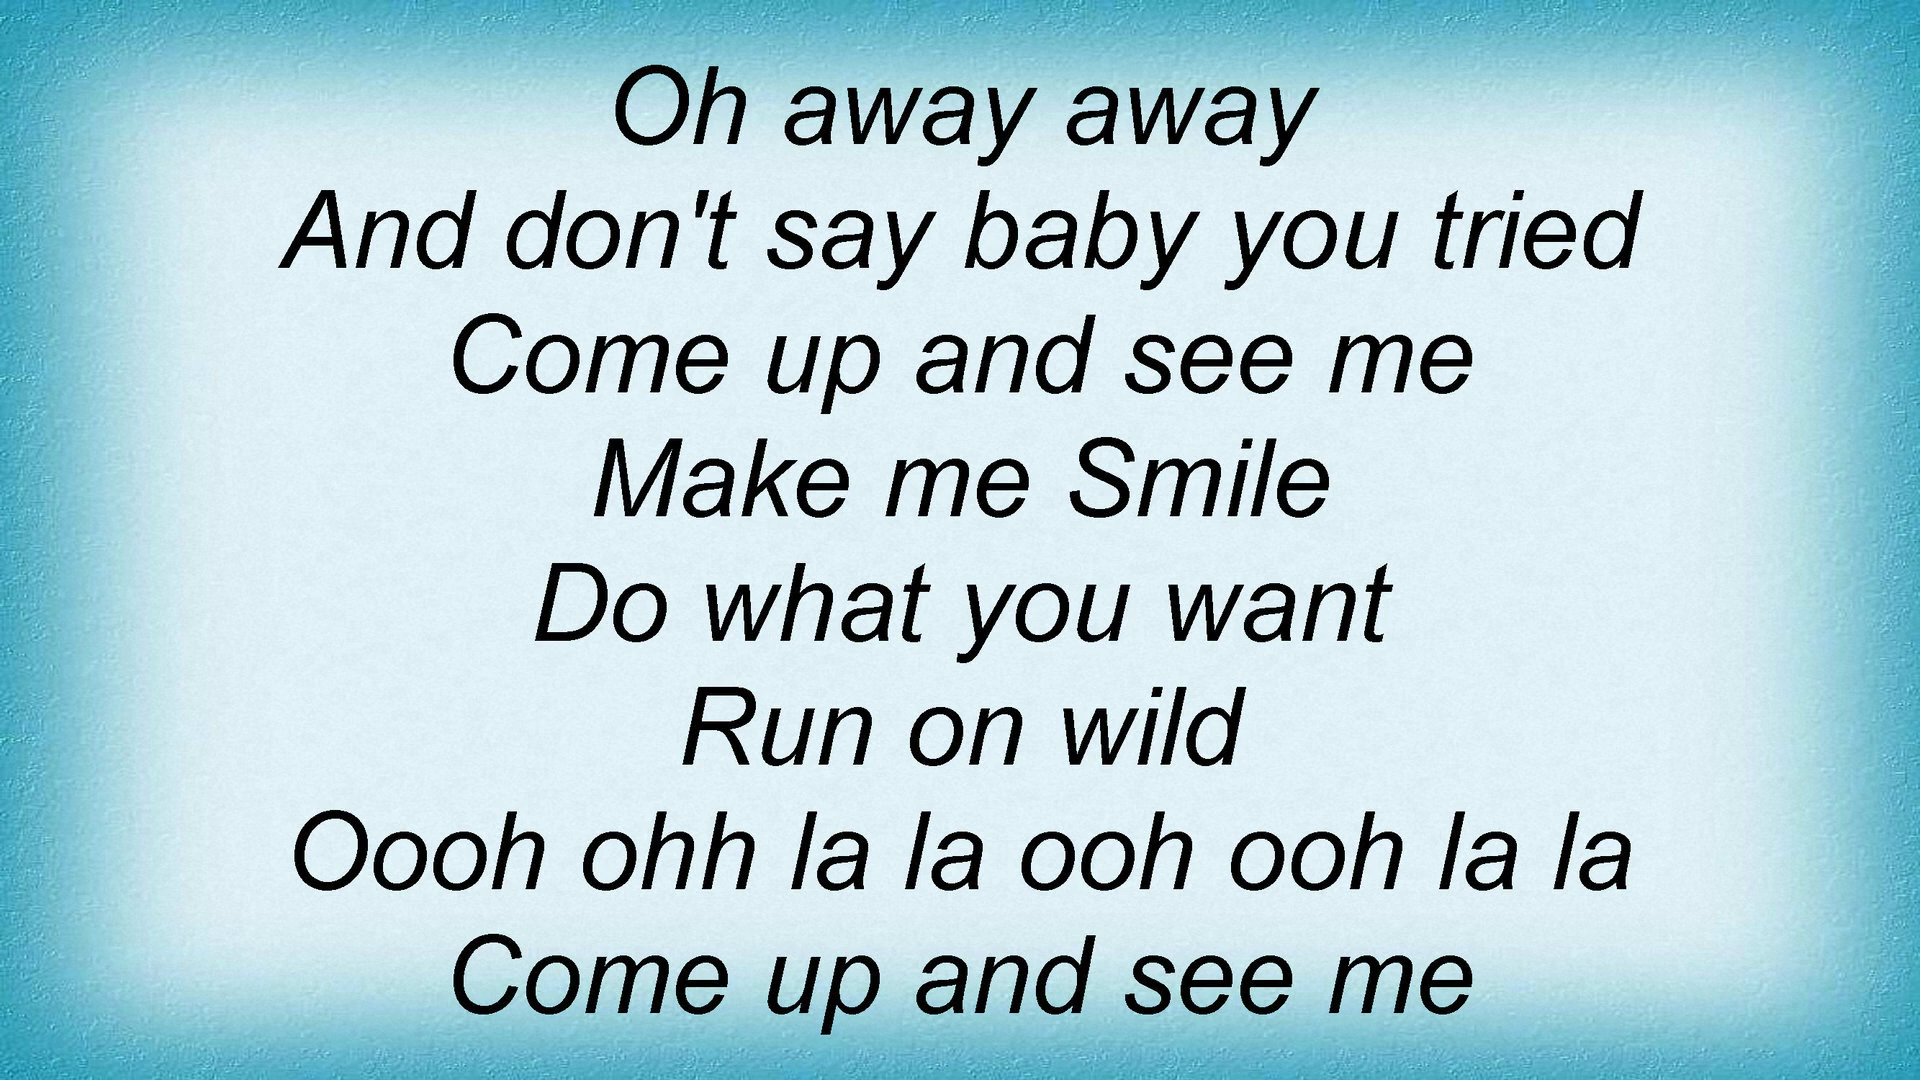 Oh away away
And don't say baby you tried
Come up and see me
Make me Smile
Do what you want
Run on wild
Oooh ohh la la ooh ooh la la
Come up and see me